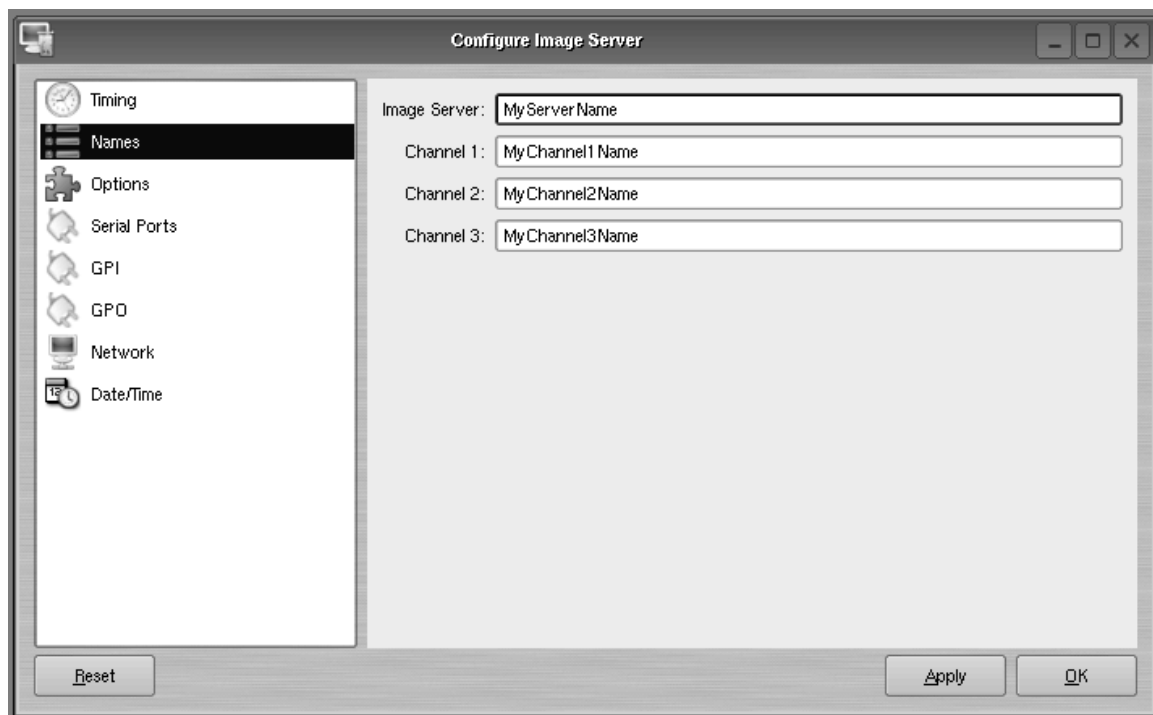 Configure Image Server
Timing
Names
Options
Serial Ports
GPI
GPO
Network
Date/Time
Image Server: MyServerName
Channel 1: MyChannel1Name
Channel 2: MyChannel2Name
Channel 3: MyChannel3Name
Reset
Apply
OK